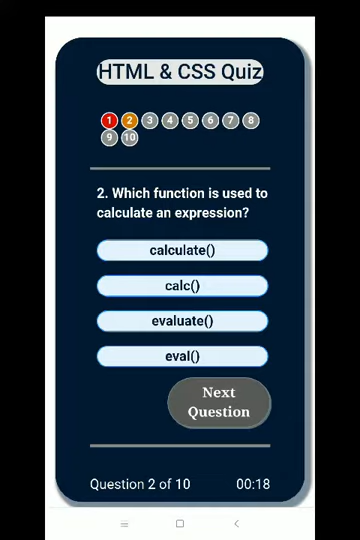 HTML & CSS Quiz
1 2 3 4 5 6 7 8
9 10
2. Which function is used to
calculate an expression?
calculate()
calc()
evaluate()
eval()
Next
Question
Question 2 of 10 00:18